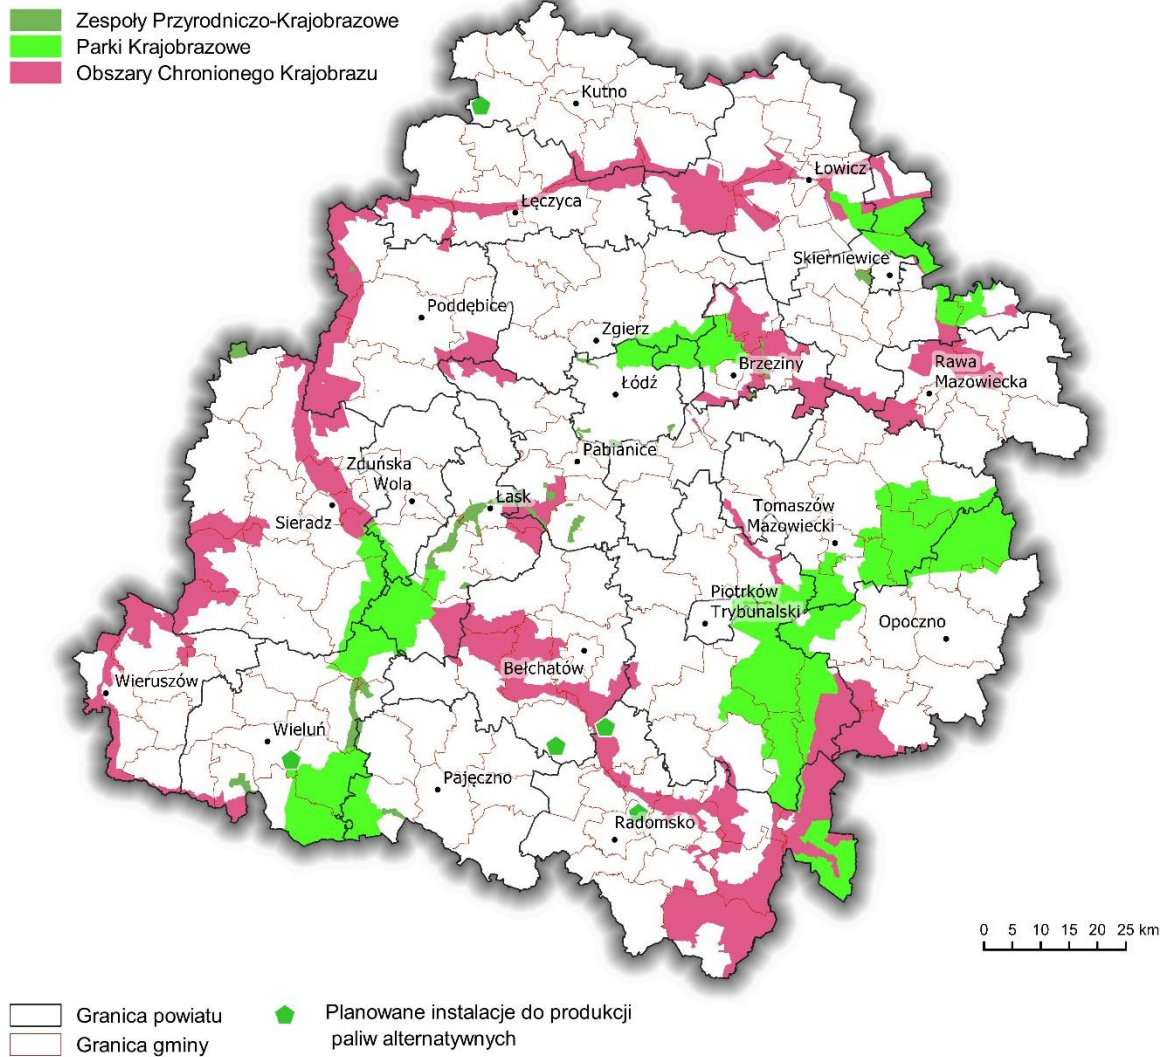 Zespoły Przyrodniczo-Krajobrazowe
Parki Krajobrazowe
Obszary Chronionego Krajobrazu
Kutno
Łowicz
Łęczyca
Skierniewice
Poddębice
Zgierz
Brzeziny
Rawa
Mazowiecka
Łódź
Pabianice
Zduńska
Wola
Łask
Sieradz
Tomaszów
Mazowiecki
Piotrków
Trybunalski
Opoczno
Bełchatów
Wieruszów
Wieluń
Pajęczno
Radomsko
0 5 10 15 20 25 km
Granica powiatu
Granica gminy
Planowane instalacje do produkcji
paliw alternatywnych